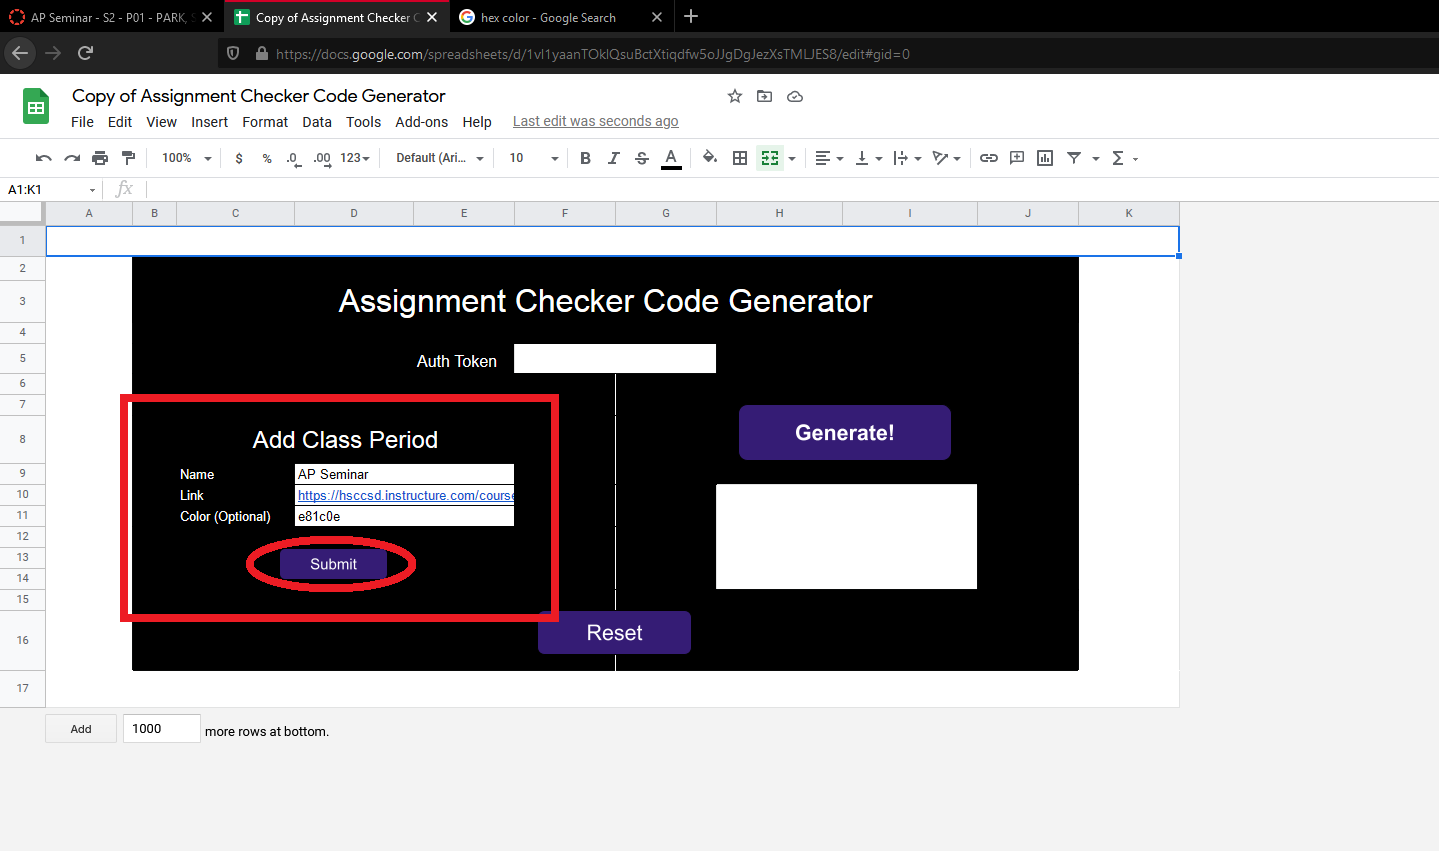 AP Seminar - S2 - P01 - PARK,
Copy of Assignment Checker C
hex color - Google Search
https://docs.google.com/spreadsheets/d/1vl1yaanTOklQsuBctXtiqdfw5oJJgDgJezXsTMLJES8/edit#gid=0
Copy of Assignment Checker Code Generator
File Edit View Insert Format Data Tools Add-ons Help Last edit was seconds ago
100% $ % .0 .00 123 Default (Ari... 10 B I S A Σ
A1:K1 fx
A B C D E F G H I J K
1
2
3 Assignment Checker Code Generator
4
5 Auth Token
6
7
8 Add Class Period Generate!
9 Name AP Seminar
10 Link https://hsccsd.instructure.com/course
11 Color (Optional) e81c0e
12
13 Submit
14
15
16 Reset
17
Add 1000 more rows at bottom.